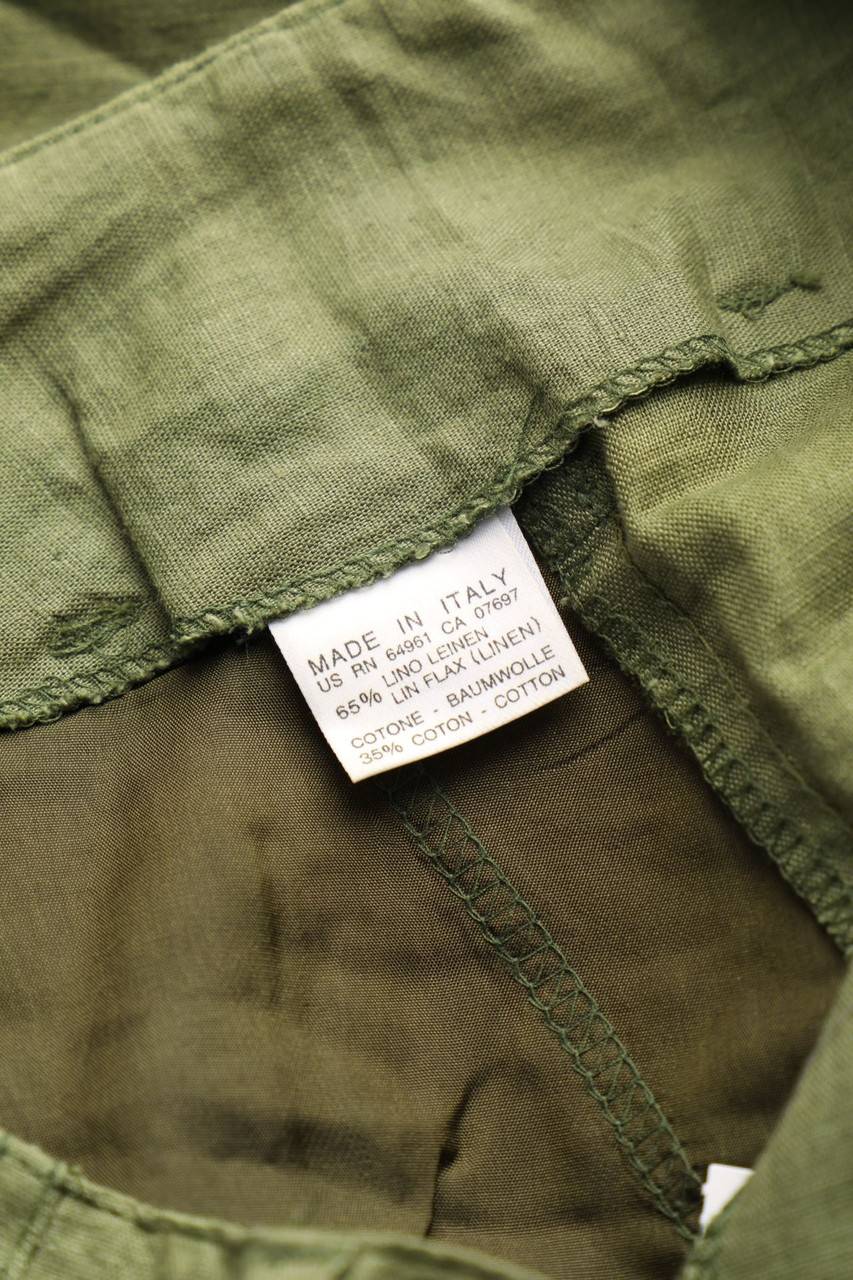 MADE IN ITALY
US RN 64961 CA 07697
65% LINO LEINEN
LIN FLAX (LINEN)
COTONE - BAUMWOLLE
35% COTON - COTTON